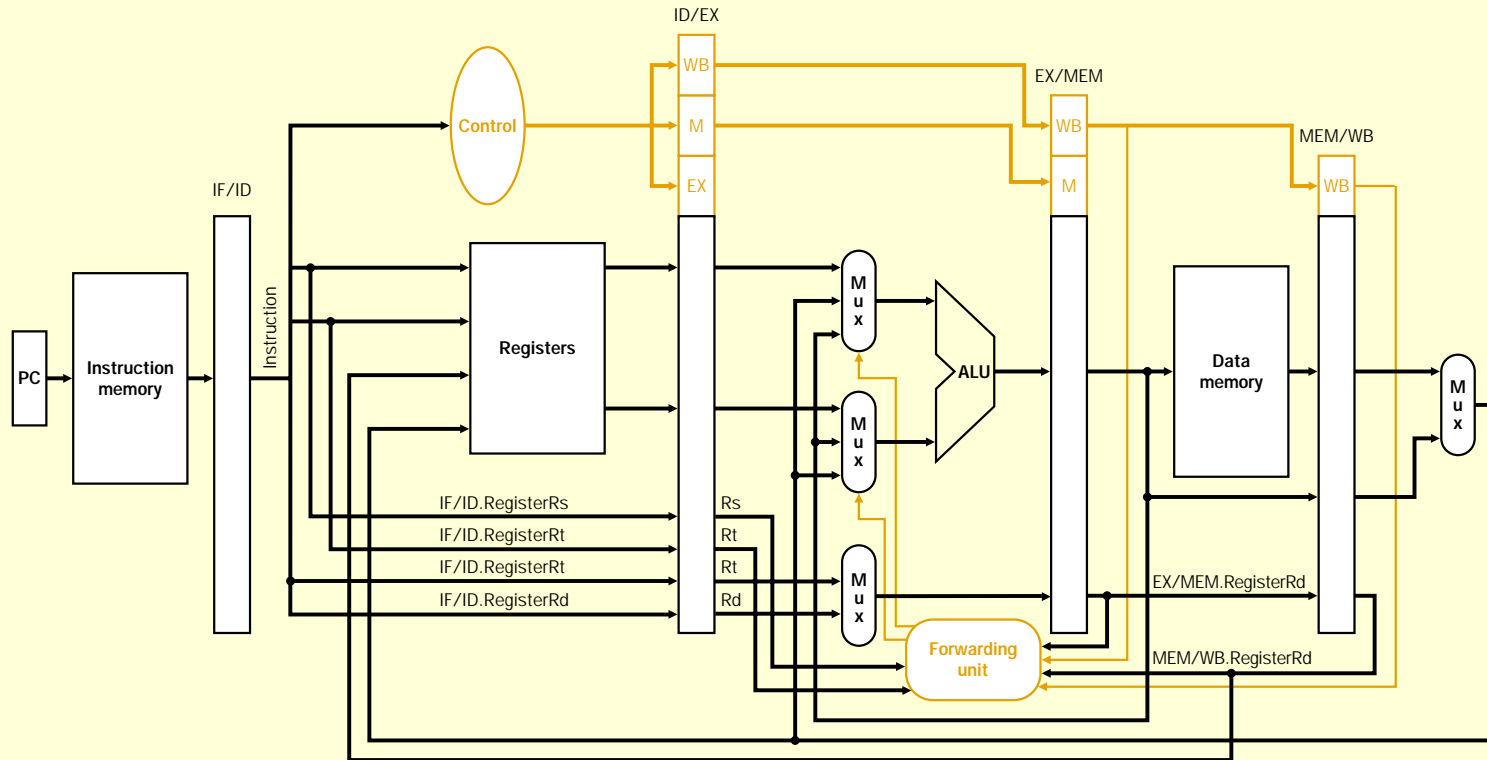 ID/EX
WB
EX/MEM
Control
M
WB
MEM/WB
IF/ID
EX
M
WB
Instruction
PC
Instruction
memory
Registers
M
u
x
M
u
x
ALU
Data
memory
M
u
x
IF/ID.RegisterRs
Rs
IF/ID.RegisterRt
Rt
IF/ID.RegisterRt
Rt
IF/ID.RegisterRd
Rd
M
u
x
EX/MEM.RegisterRd
Forwarding
unit
MEM/WB.RegisterRd